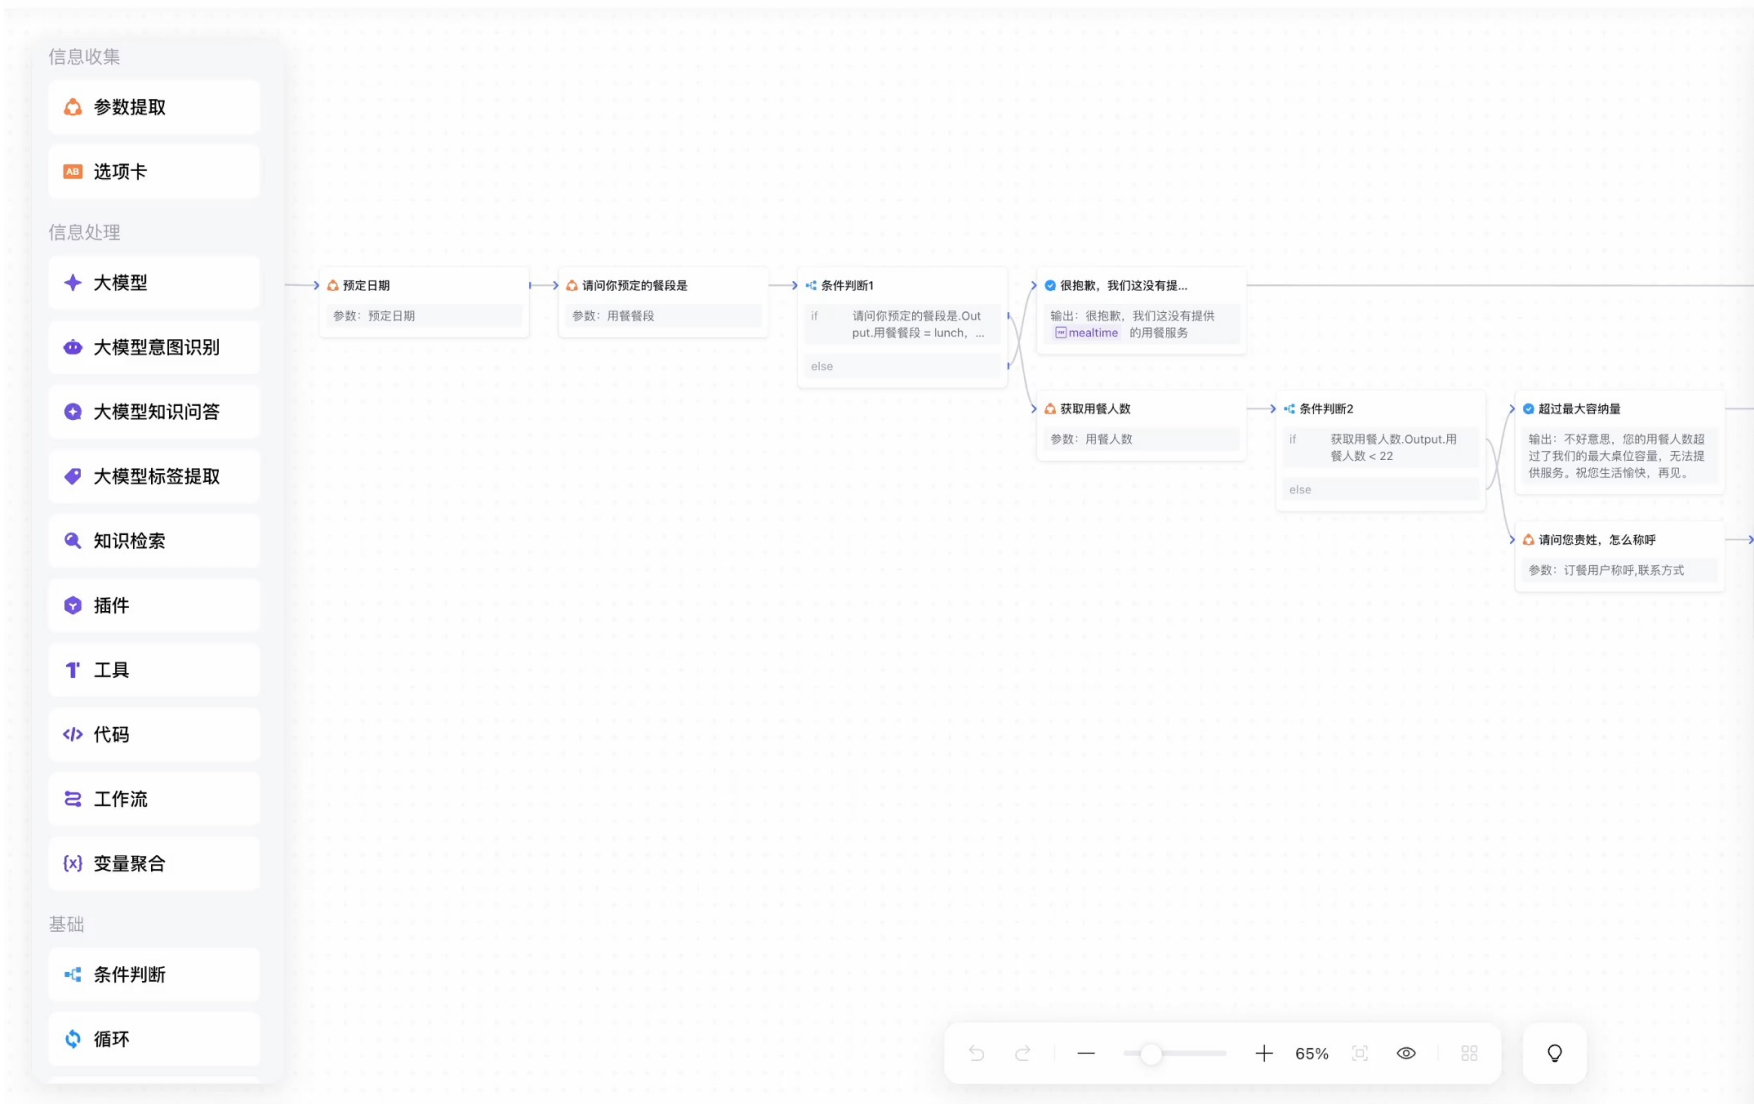 信息收集
参数提取
AB
选项卡
信息处理
大模型
大模型意图识别
大模型知识问答
大模型标签提取
知识检索
插件
工具
代码
工作流
{x} 变量聚合
基础
条件判断
循环
预定日期
参数：预定日期
请问你预定的餐段是
参数：用餐餐段
条件判断1
if
请问你预定的餐段是.Out
put.用餐餐段 = lunch，...
else
很抱歉，我们这没有提...
输出：很抱歉，我们这没有提供
mealtime 的用餐服务
获取用餐人数
参数：用餐人数
条件判断2
if
获取用餐人数.Output.用
餐人数 < 22
else
超过最大容纳量
输出：不好意思，您的用餐人数超
过了我们的最大桌位容量，无法提
供服务。祝您生活愉快，再见。
请问您贵姓，怎么称呼
参数：订餐用户称呼,联系方式
65%